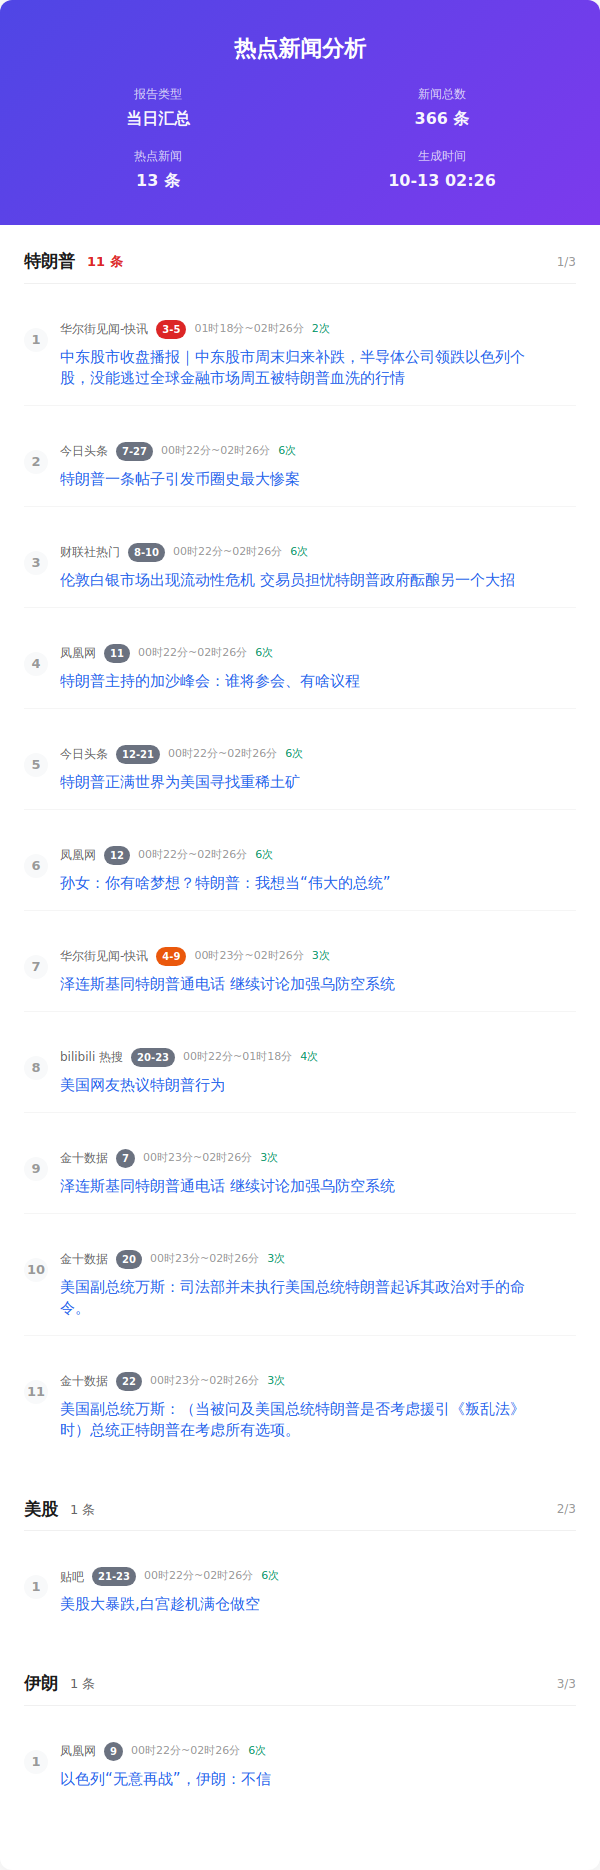 热点新闻分析
报告类型
新闻总数
当日汇总
366 条
热点新闻
生成时间
13 条
10-13 02:26
特朗普 11 条 1/3
1 华尔街见闻-快讯 3-5 01时18分~02时26分 2次
中东股市收盘播报｜中东股市周末归来补跌，半导体公司领跌以色列个
股，没能逃过全球金融市场周五被特朗普血洗的行情
2 今日头条 7-27 00时22分~02时26分 6次
特朗普一条帖子引发币圈史最大惨案
3 财联社热门 8-10 00时22分~02时26分 6次
伦敦白银市场出现流动性危机 交易员担忧特朗普政府酝酿另一个大招
4 凤凰网 11 00时22分~02时26分 6次
特朗普主持的加沙峰会：谁将参会、有啥议程
5 今日头条 12-21 00时22分~02时26分 6次
特朗普正满世界为美国寻找重稀土矿
6 凤凰网 12 00时22分~02时26分 6次
孙女：你有啥梦想？特朗普：我想当“伟大的总统”
7 华尔街见闻-快讯 4-9 00时23分~02时26分 3次
泽连斯基同特朗普通电话 继续讨论加强乌防空系统
8 bilibili 热搜 20-23 00时22分~01时18分 4次
美国网友热议特朗普行为
9 金十数据 7 00时23分~02时26分 3次
泽连斯基同特朗普通电话 继续讨论加强乌防空系统
10 金十数据 20 00时23分~02时26分 3次
美国副总统万斯：司法部并未执行美国总统特朗普起诉其政治对手的命
令。
11 金十数据 22 00时23分~02时26分 3次
美国副总统万斯：（当被问及美国总统特朗普是否考虑援引《叛乱法》
时）总统正特朗普在考虑所有选项。
美股 1 条 2/3
1 贴吧 21-23 00时22分~02时26分 6次
美股大暴跌,白宫趁机满仓做空
伊朗 1 条 3/3
1 凤凰网 9 00时22分~02时26分 6次
以色列“无意再战”，伊朗：不信